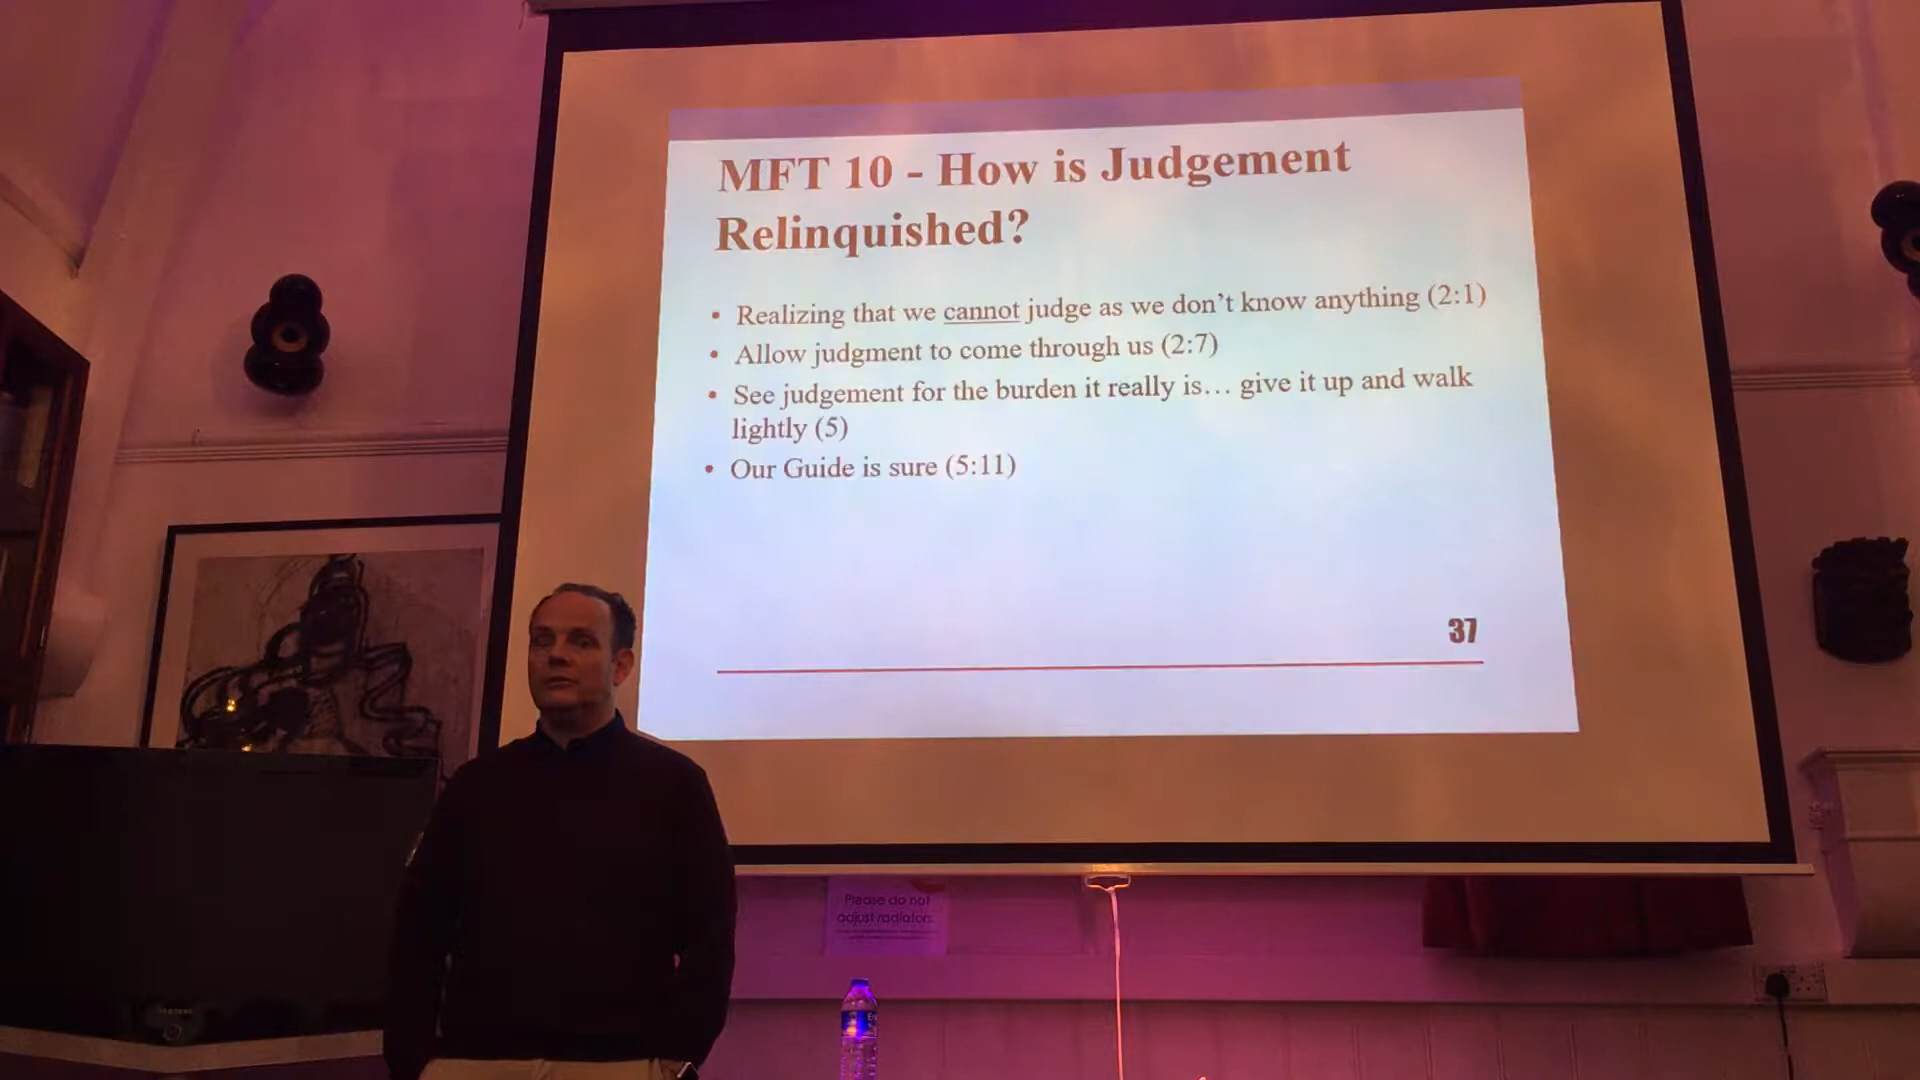 MFT 10 - How is Judgement
Relinquished?
• Realizing that we cannot judge as we don't know anything (2:1)
• Allow judgment to come through us (2:7)
• See judgement for the burden it really is… give it up and walk
lightly (5)
• Our Guide is sure (5:11)
37
Please do not
adjust radiators.
SAMSUNG